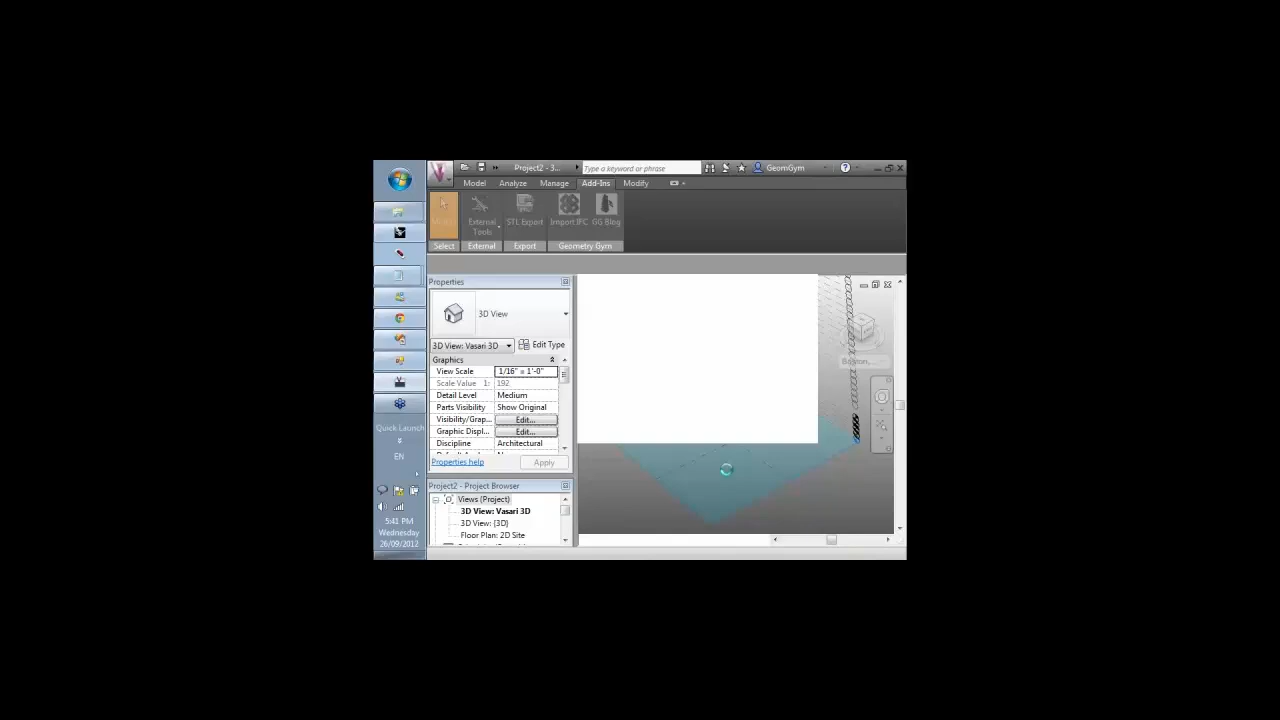 Project2 - 3...
Type a keyword or phrase
GeomGym
Model Analyze Manage Add-Ins Modify
External Tools
STL Export
Import IFC
GG Blog
Select External Export Geometry Gym
Properties
3D View
3D View: Vasari 3D
Edit Type
Graphics
View Scale 1/16" = 1'-0"
Scale Value 1: 192
Detail Level Medium
Parts Visibility Show Original
Visibility/Grap... Edit...
Graphic Displ... Edit...
Discipline Architectural
Properties help
Apply
Project2 - Project Browser
Views (Project)
3D View: Vasari 3D
3D View: {3D}
Floor Plan: 2D Site
Quick Launch
EN
5:41 PM
Wednesday
26/09/2012